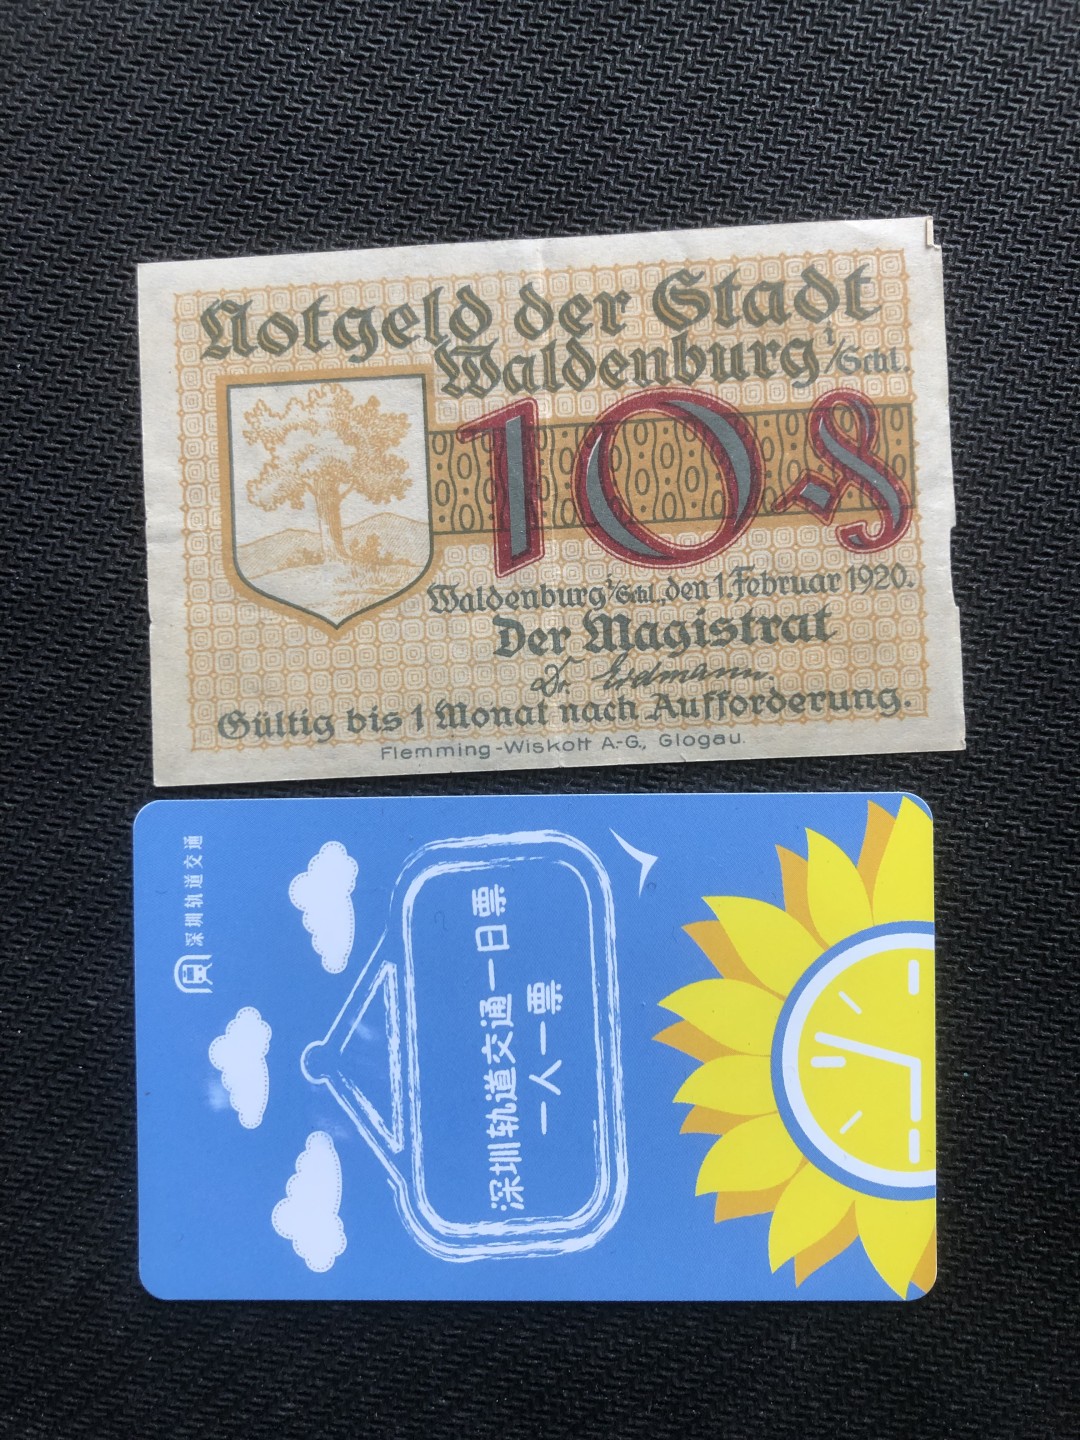 Notgeld der Stadt
Waldenburg i/Schl.
10 ₰
Waldenburg i/Schl., den 1. Februar 1920.
Der Magistrat
Dr. Erdmann.
Gültig bis 1 Monat nach Aufforderung.
Flemming-Wiskott A.-G., Glogau.
深圳轨道交通
深圳轨道交通一日票
一人一票